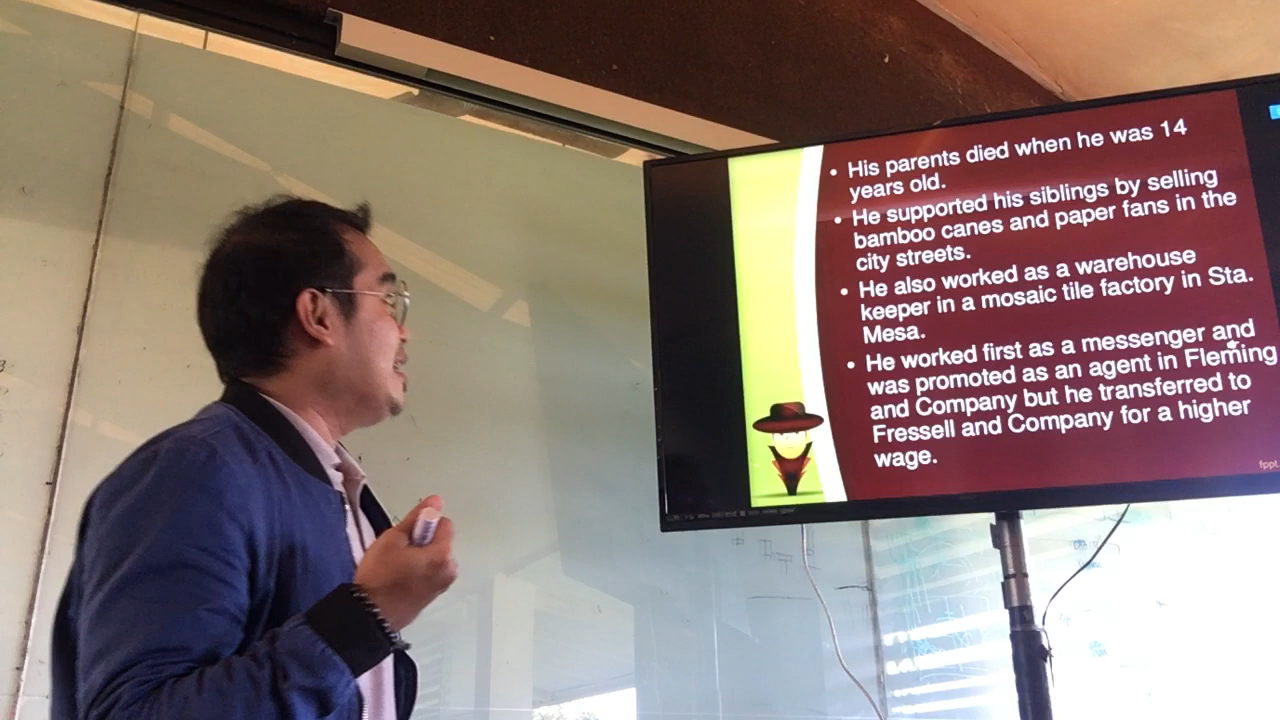 • His parents died when he was 14
years old.
• He supported his siblings by selling
bamboo canes and paper fans in the
city streets.
• He also worked as a warehouse
keeper in a mosaic tile factory in Sta.
Mesa.
• He worked first as a messenger and
was promoted as an agent in Fleming
and Company but he transferred to
Fressell and Company for a higher
wage.
fppt.